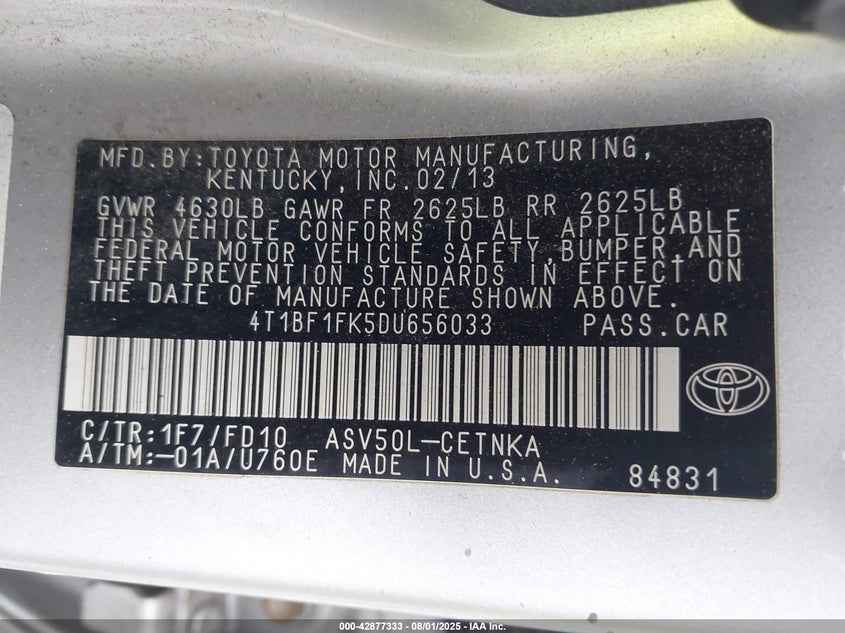 MFD.BY:TOYOTA MOTOR MANUFACTURING,
KENTUCKY,INC.02/13
GVWR 4630LB GAWR FR 2625LB RR 2625LB
THIS VEHICLE CONFORMS TO ALL APPLICABLE
FEDERAL MOTOR VEHICLE SAFETY,BUMPER,AND
THEFT PREVENTION STANDARDS IN EFFECT ON
THE DATE OF MANUFACTURE SHOWN ABOVE.
4T1BF1FK5DU656033 PASS.CAR
C/TR:1F7/FD10 ASV50L-CETNKA
A/TM:-01A/U760E MADE IN U.S.A. 84831
000-42877333 - 08/01/2025 - IAA Inc.